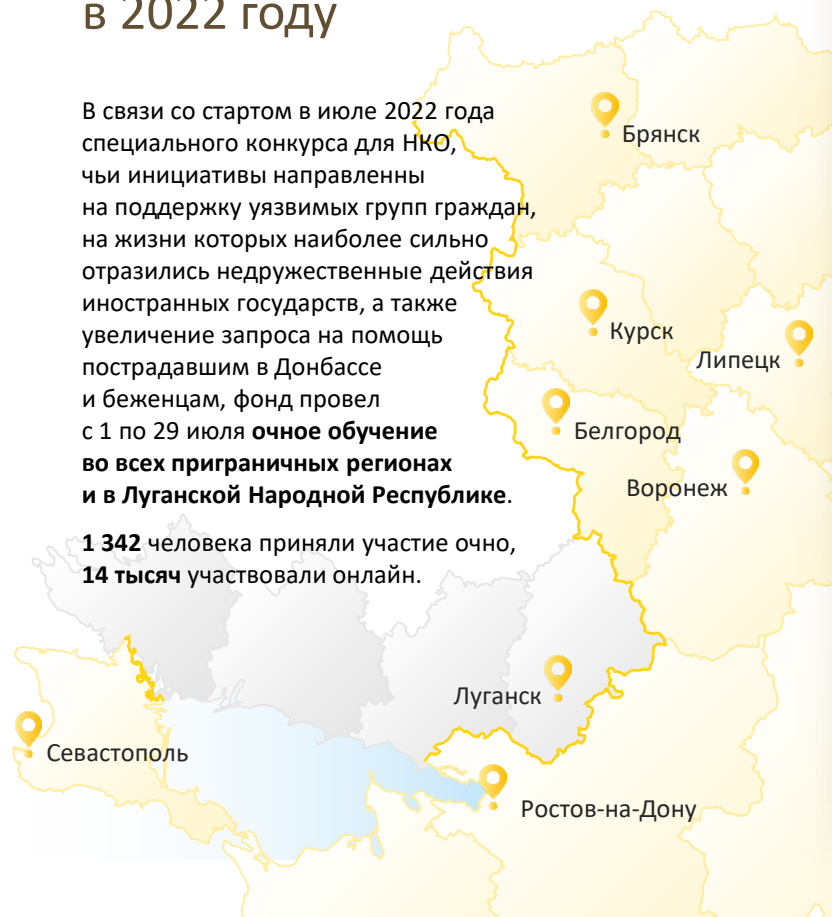 в 2022 году
В связи со стартом в июле 2022 года
специального конкурса для НКО,
чьи инициативы направленны
на поддержку уязвимых групп граждан,
на жизни которых наиболее сильно
отразились недружественные действия
иностранных государств, а также
увеличение запроса на помощь
пострадавшим в Донбассе
и беженцам, фонд провел
с 1 по 29 июля очное обучение
во всех приграничных регионах
и в Луганской Народной Республике.
1 342 человека приняли участие очно,
14 тысяч участвовали онлайн.
Брянск
Курск
Липецк
Белгород
Воронеж
Луганск
Севастополь
Ростов-на-Дону